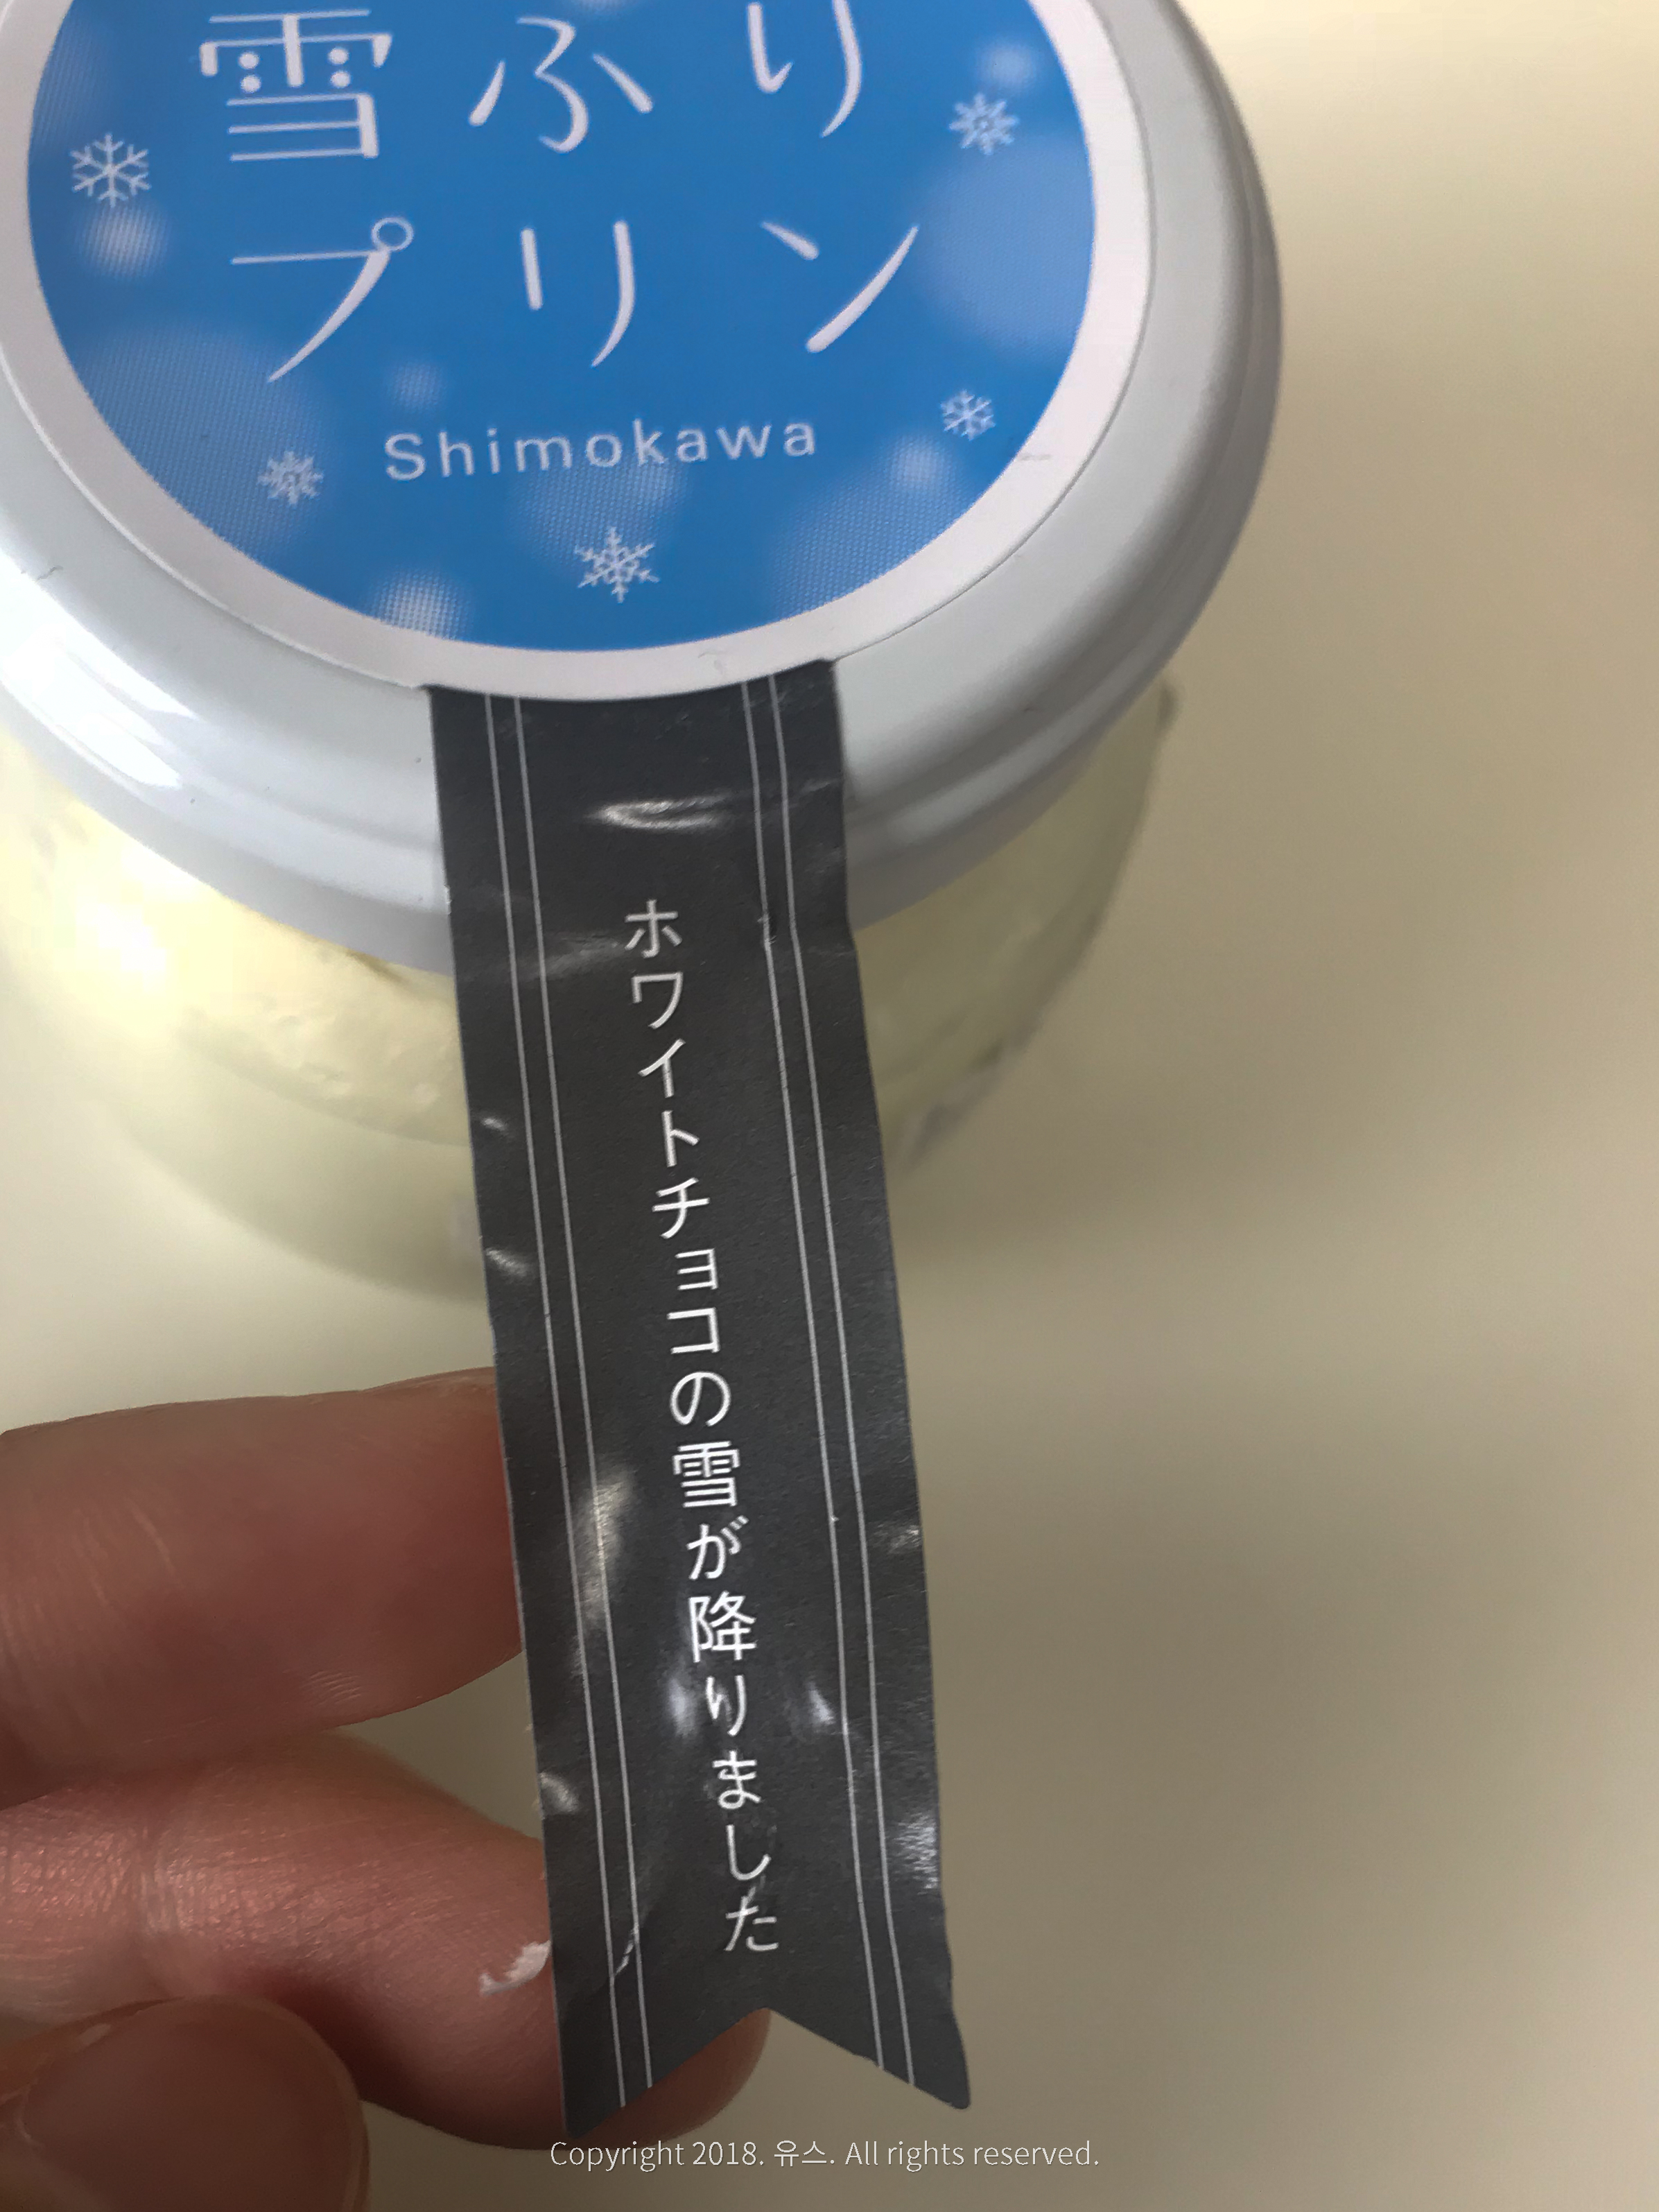 雪ふり
プリン
Shimokawa
ホワイトチョコの雪が降りました
Copyright 2018. 유스. All rights reserved.